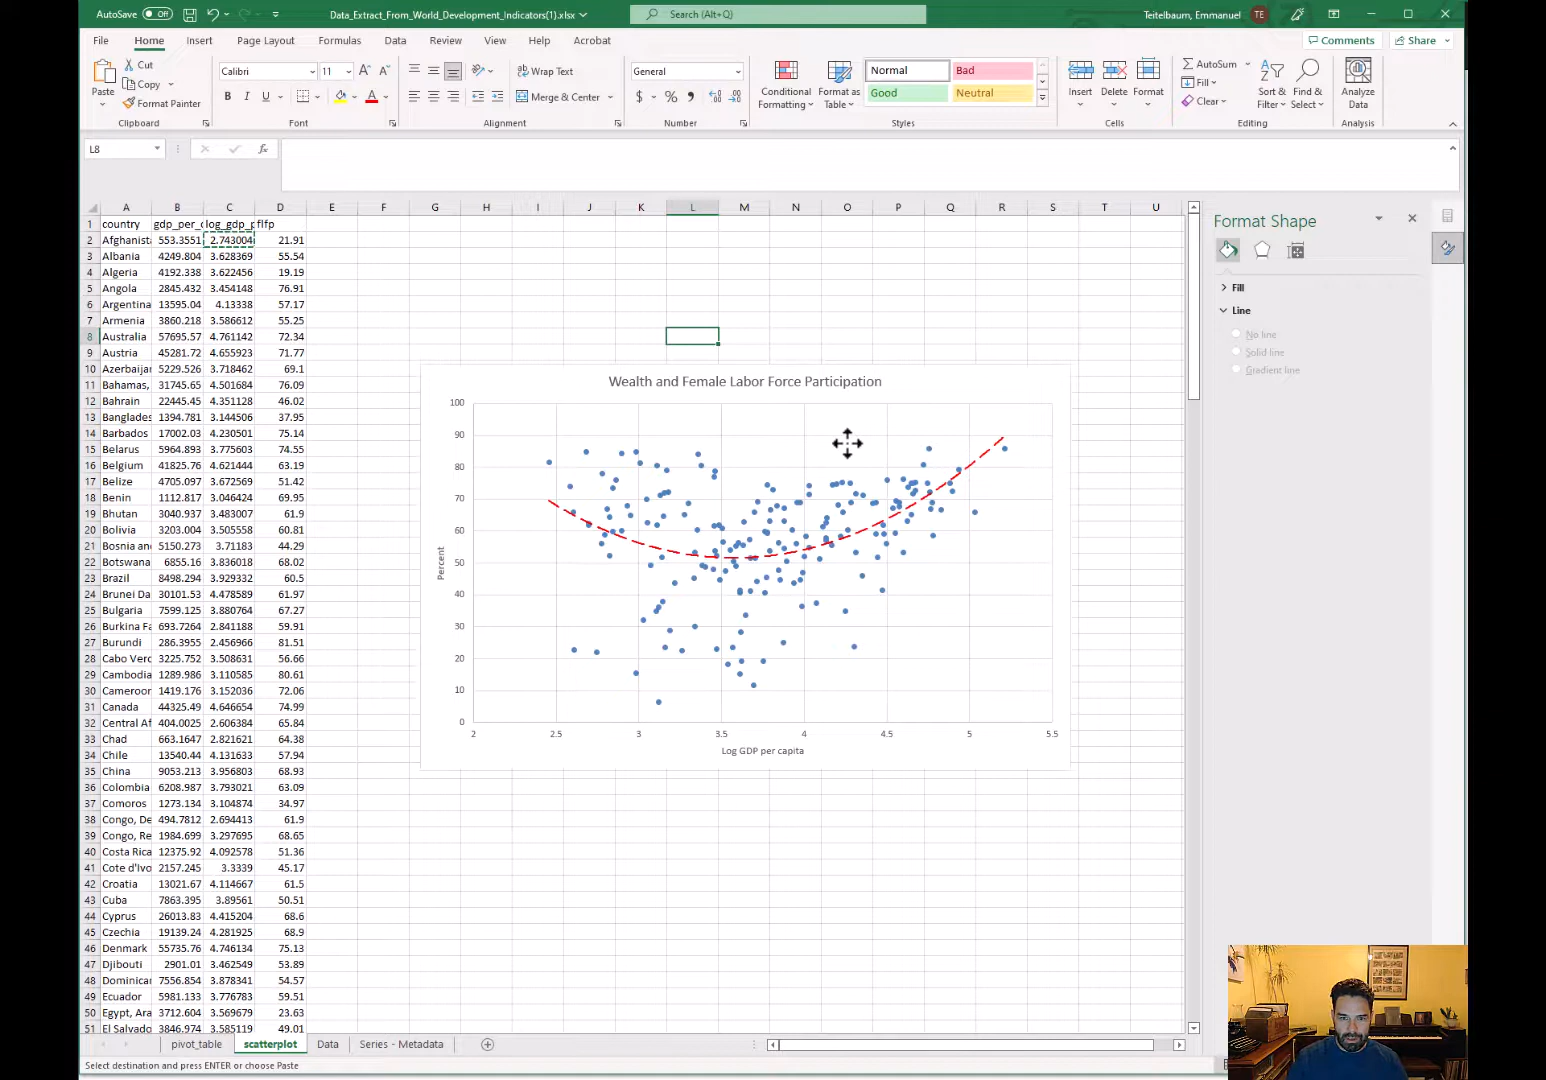 AutoSave Off Data_Extract_From_World_Development_Indicators(1).xlsx Search (Alt+Q) Teitelbaum, Emmanuel TE
File Home Insert Page Layout Formulas Data Review View Help Acrobat Comments Share
Paste Cut Copy Format Painter Clipboard
Calibri 11 B I U A Font
Wrap Text Merge & Center Alignment
General $ % Number
Conditional Formatting Format as Table Normal Bad Good Neutral Styles
Insert Delete Format Cells
AutoSum Fill Clear Sort & Filter Find & Select Editing
Analyze Data Analysis
L8 fx
A B C D E F G H I J K L M N O P Q R S T U
1 country gdp_per_c log_gdp_p flfp
2 Afghanista 553.3551 2.743004 21.91
3 Albania 4249.804 3.628369 55.54
4 Algeria 4192.338 3.622456 19.19
5 Angola 2845.432 3.454148 76.91
6 Argentina 13595.04 4.13338 57.17
7 Armenia 3860.218 3.586612 55.25
8 Australia 57695.57 4.761142 72.34
9 Austria 45281.72 4.655923 71.77
10 Azerbaijan 5229.526 3.718462 69.1
11 Bahamas, 31745.65 4.501684 76.09
12 Bahrain 22445.45 4.351128 46.02
13 Banglades 1394.781 3.144506 37.95
14 Barbados 17002.03 4.230501 75.14
15 Belarus 5964.893 3.775603 74.55
16 Belgium 41825.76 4.621444 63.19
17 Belize 4705.097 3.672569 51.42
18 Benin 1112.817 3.046424 69.95
19 Bhutan 3040.937 3.483007 61.9
20 Bolivia 3203.004 3.505558 60.81
21 Bosnia and 5150.273 3.71183 44.29
22 Botswana 6855.16 3.836018 68.02
23 Brazil 8498.294 3.929332 60.5
24 Brunei Da 30101.53 4.478589 61.97
25 Bulgaria 7599.125 3.880764 67.27
26 Burkina Fa 693.7264 2.841188 59.91
27 Burundi 286.3955 2.456966 81.51
28 Cabo Verd 3225.752 3.508631 56.66
29 Cambodia 1289.986 3.110585 80.61
30 Cameroon 1419.176 3.152036 72.06
31 Canada 44325.49 4.646654 74.99
32 Central Af 404.0025 2.606384 65.84
33 Chad 663.1647 2.821621 64.38
34 Chile 13540.44 4.131633 57.94
35 China 9053.213 3.956803 68.93
36 Colombia 6208.987 3.793021 63.09
37 Comoros 1273.134 3.104874 34.97
38 Congo, De 494.7812 2.694413 61.9
39 Congo, Re 1984.699 3.297695 68.65
40 Costa Rica 12375.92 4.092578 51.36
41 Cote d'Ivo 2157.245 3.3339 45.17
42 Croatia 13021.67 4.114667 61.5
43 Cuba 7863.395 3.89561 50.51
44 Cyprus 26013.83 4.415204 68.6
45 Czechia 19139.24 4.281925 68.9
46 Denmark 55735.76 4.746134 75.13
47 Djibouti 2901.01 3.462549 53.89
48 Dominican 7556.854 3.878341 54.57
49 Ecuador 5981.133 3.776783 59.51
50 Egypt, Ara 3712.604 3.569679 23.63
51 El Salvado 3846.974 3.585119 49.01
Wealth and Female Labor Force Participation
100
90
80
70
60
50
40
30
20
10
0
Percent
2 2.5 3 3.5 4 4.5 5 5.5
Log GDP per capita
Format Shape
Fill
Line
No line
Solid line
Gradient line
pivot_table scatterplot Data Series - Metadata
Select destination and press ENTER or choose Paste